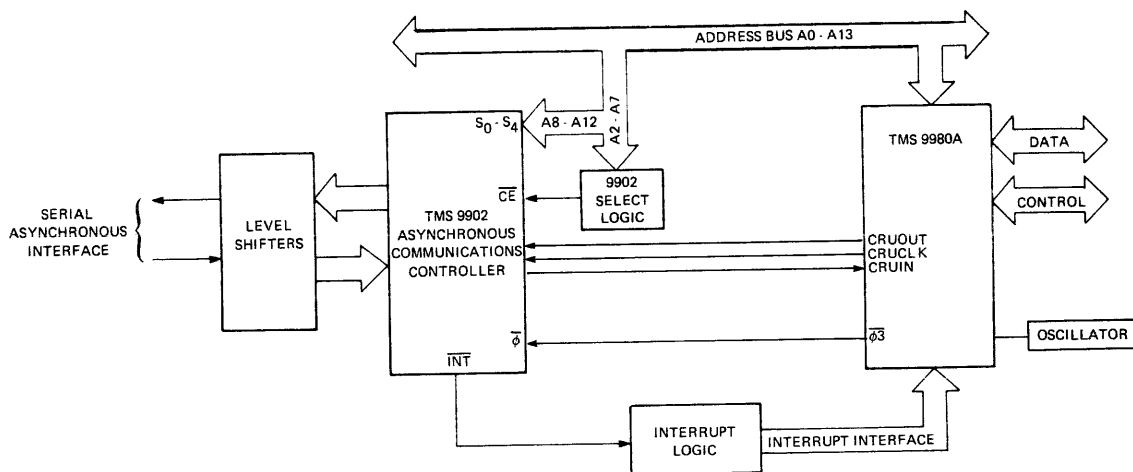 ADDRESS BUS A0 - A13
S0 - S4
A8 - A12
A2 - A7
TMS 9980A
DATA
CONTROL
9902
SELECT
LOGIC
CE
TMS 9902
ASYNCHRONOUS
COMMUNICATIONS
CONTROLLER
SERIAL
ASYNCHRONOUS
INTERFACE
LEVEL
SHIFTERS
CRUOUT
CRUCLK
CRUIN
φ
φ3
OSCILLATOR
INT
INTERRUPT
LOGIC
INTERRUPT INTERFACE